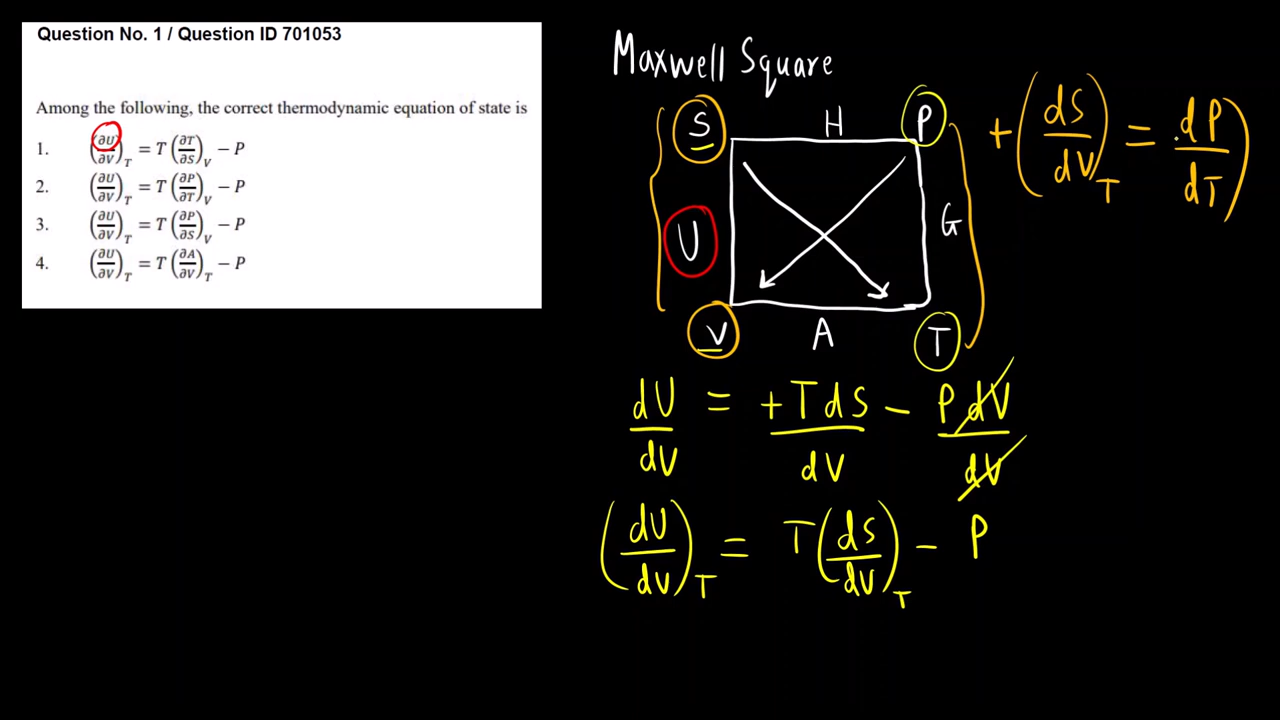 Question No. 1 / Question ID 701053
Among the following, the correct thermodynamic equation of state is
1. (∂U/∂V)_T = T (∂T/∂S)_V − P
2. (∂U/∂V)_T = T (∂P/∂T)_V − P
3. (∂U/∂V)_T = T (∂P/∂S)_V − P
4. (∂U/∂V)_T = T (∂A/∂V)_T − P
Maxwell Square
S H P
U G
V A T
+ (dS/dV)_T = dP/dT)
dU/dV = +TdS/dV − PdV/dV
(dU/dV)_T = T (dS/dV)_T − P